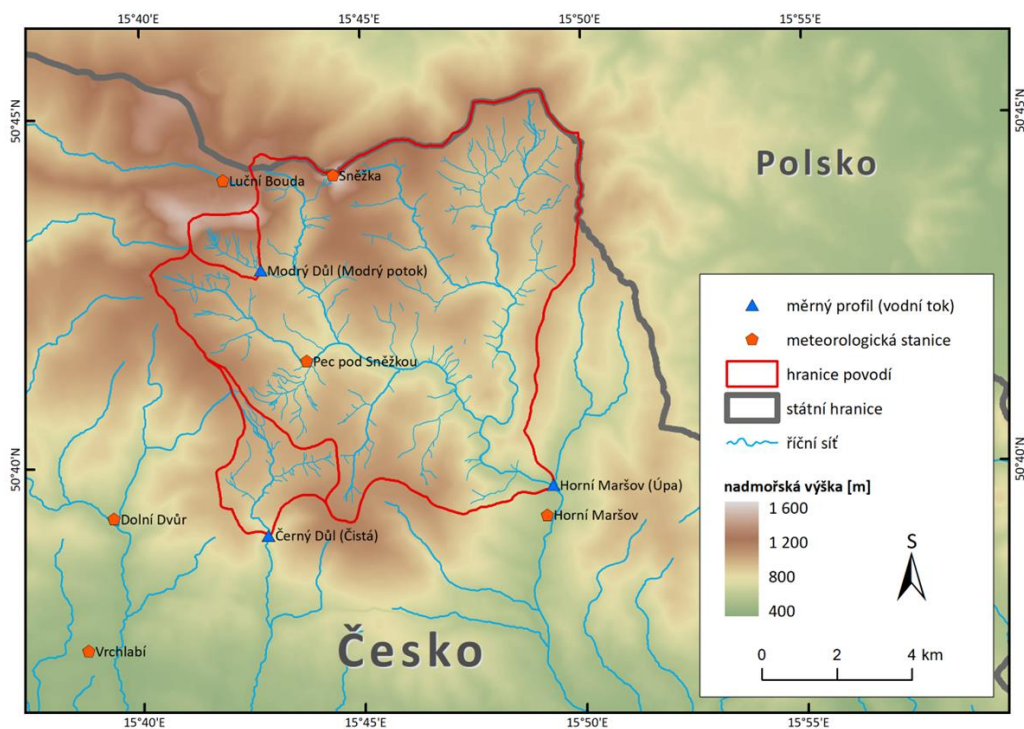 15°40'E 15°45'E 15°50'E 15°55'E
50°45'N 50°45'N
Polsko
Luční Bouda
Sněžka
Modrý Důl (Modrý potok)
Pec pod Sněžkou
50°40'N 50°40'N
Horní Maršov (Úpa)
Horní Maršov
Dolní Dvůr
Černý Důl (Čistá)
Česko
Vrchlabí
měrný profil (vodní tok)
meteorologická stanice
hranice povodí
státní hranice
říční síť
nadmořská výška [m]
1 600
1 200
800
400
S
0 2 4 km
15°40'E 15°45'E 15°50'E 15°55'E